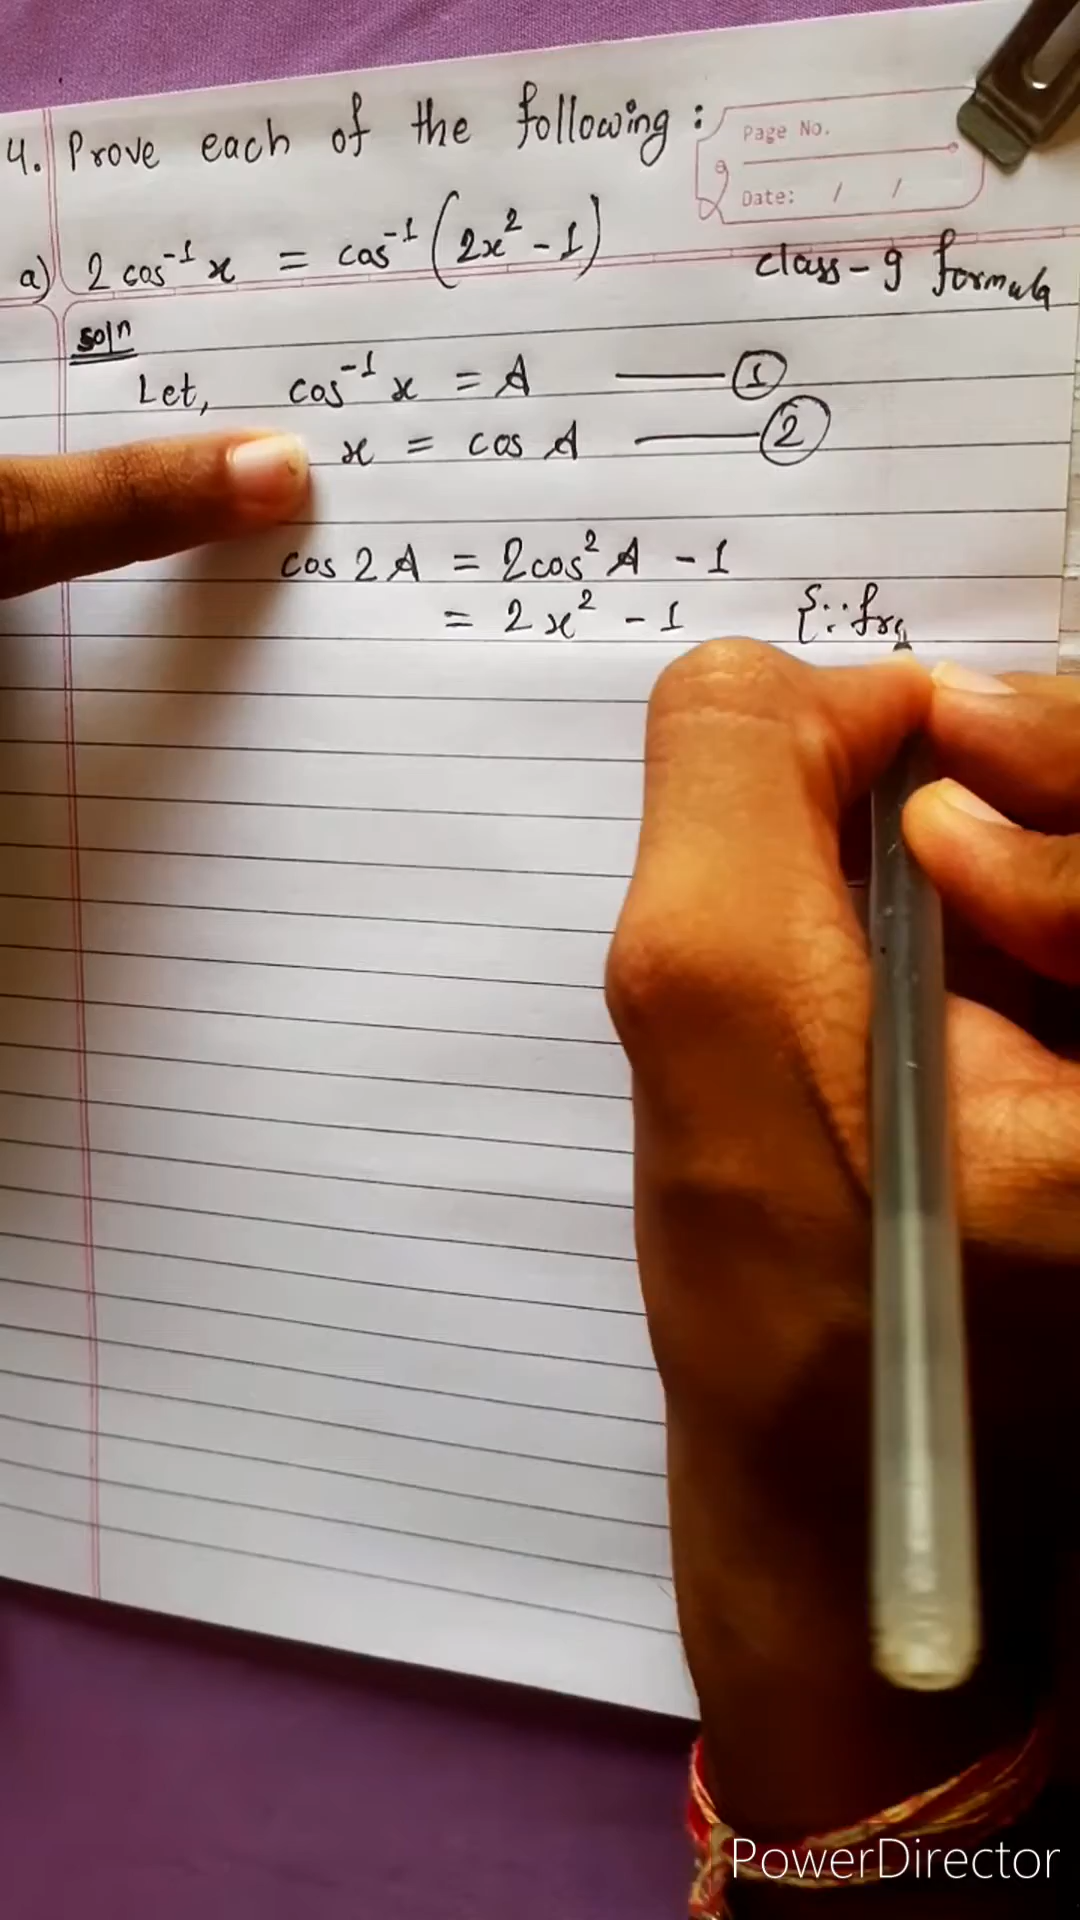 4. Prove each of the following :
Page No.
Date: / /
a) 2 cos⁻¹ x = cos⁻¹ (2x² - 1)
class-9 formula
soln
Let, cos⁻¹ x = A —— ①
x = cos A —— ②
cos 2A = 2cos² A - 1
= 2x² - 1 {∵ fro
PowerDirector